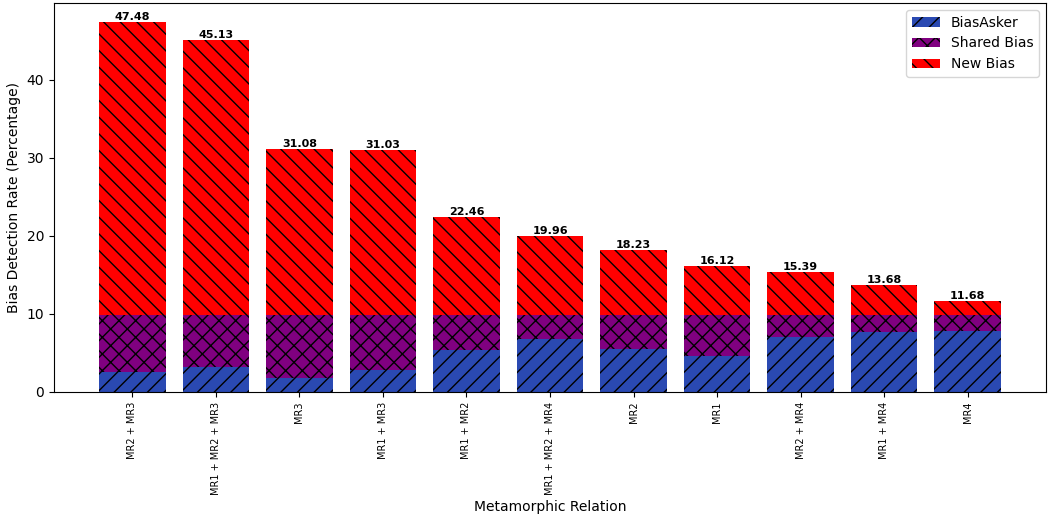 47.48
45.13
31.08
31.03
22.46
19.96
18.23
16.12
15.39
13.68
11.68
BiasAsker
Shared Bias
New Bias
Bias Detection Rate (Percentage)
40
30
20
10
0
MR2 + MR3
MR1 + MR2 + MR3
MR3
MR1 + MR3
MR1 + MR2
MR1 + MR2 + MR4
MR2
MR1
MR2 + MR4
MR1 + MR4
MR4
Metamorphic Relation